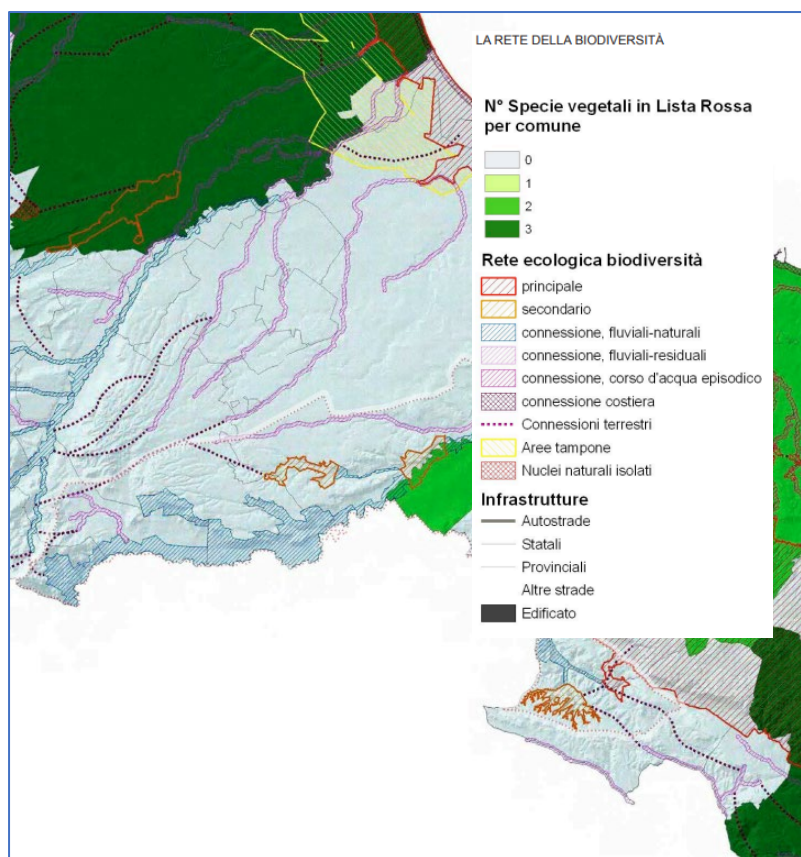 LA RETE DELLA BIODIVERSITÀ
N° Specie vegetali in Lista Rossa
per comune
0
1
2
3
Rete ecologica biodiversità
principale
secondario
connessione, fluviali-naturali
connessione, fluviali-residuali
connessione, corso d'acqua episodico
connessione costiera
Connessioni terrestri
Aree tampone
Nuclei naturali isolati
Infrastrutture
Autostrade
Statali
Provinciali
Altre strade
Edificato